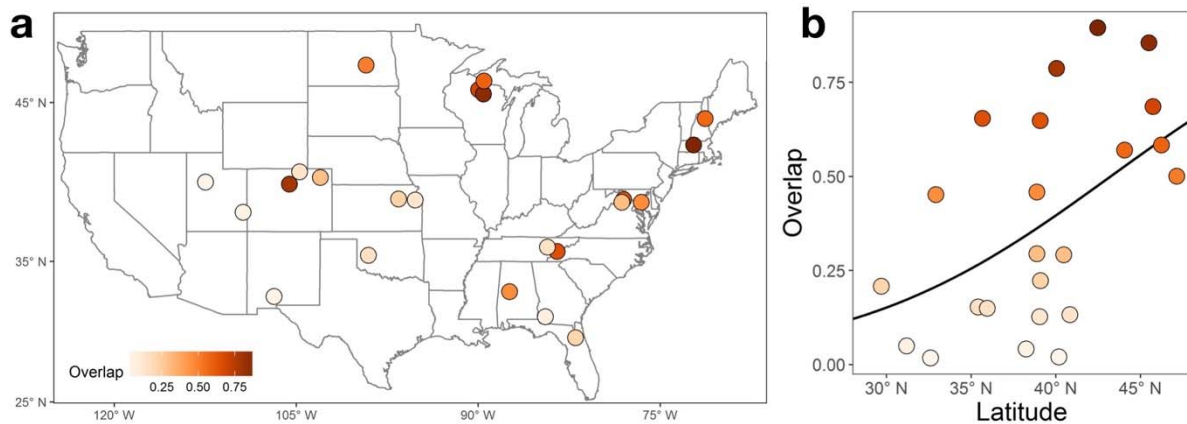 a
45° N
35° N
25° N
Overlap
0.25 0.50 0.75
120° W 105° W 90° W 75° W
b
Overlap
0.75
0.50
0.25
0.00
30° N 35° N 40° N 45° N
Latitude